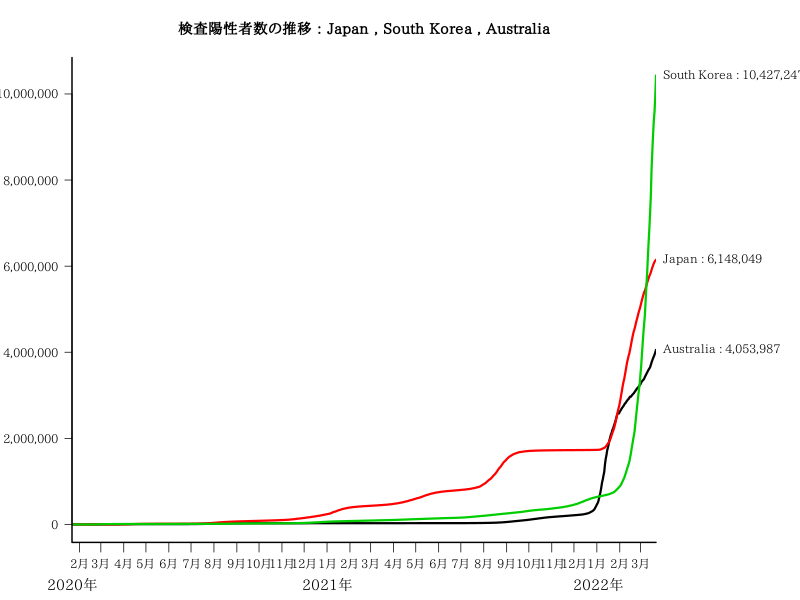 検査陽性者数の推移 : Japan , South Korea , Australia
South Korea : 10,427,247
10,000,000
8,000,000
6,000,000
Japan : 6,148,049
4,000,000
Australia : 4,053,987
2,000,000
0
2月 3月 4月 5月 6月 7月 8月 9月 10月 11月 12月 1月 2月 3月 4月 5月 6月 7月 8月 9月 10月 11月 12月 1月 2月 3月
2020年 2021年 2022年